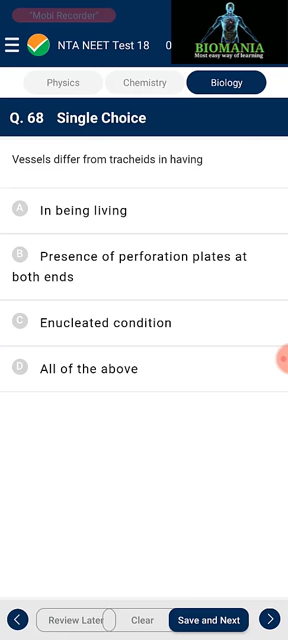 "Mobi Recorder"
NTA NEET Test 18 0
BIOMANIA
Most easy way of learning
Physics Chemistry Biology
Q. 68 Single Choice
Vessels differ from tracheids in having
A In being living
B Presence of perforation plates at
both ends
C Enucleated condition
D All of the above
< Review Later Clear Save and Next >